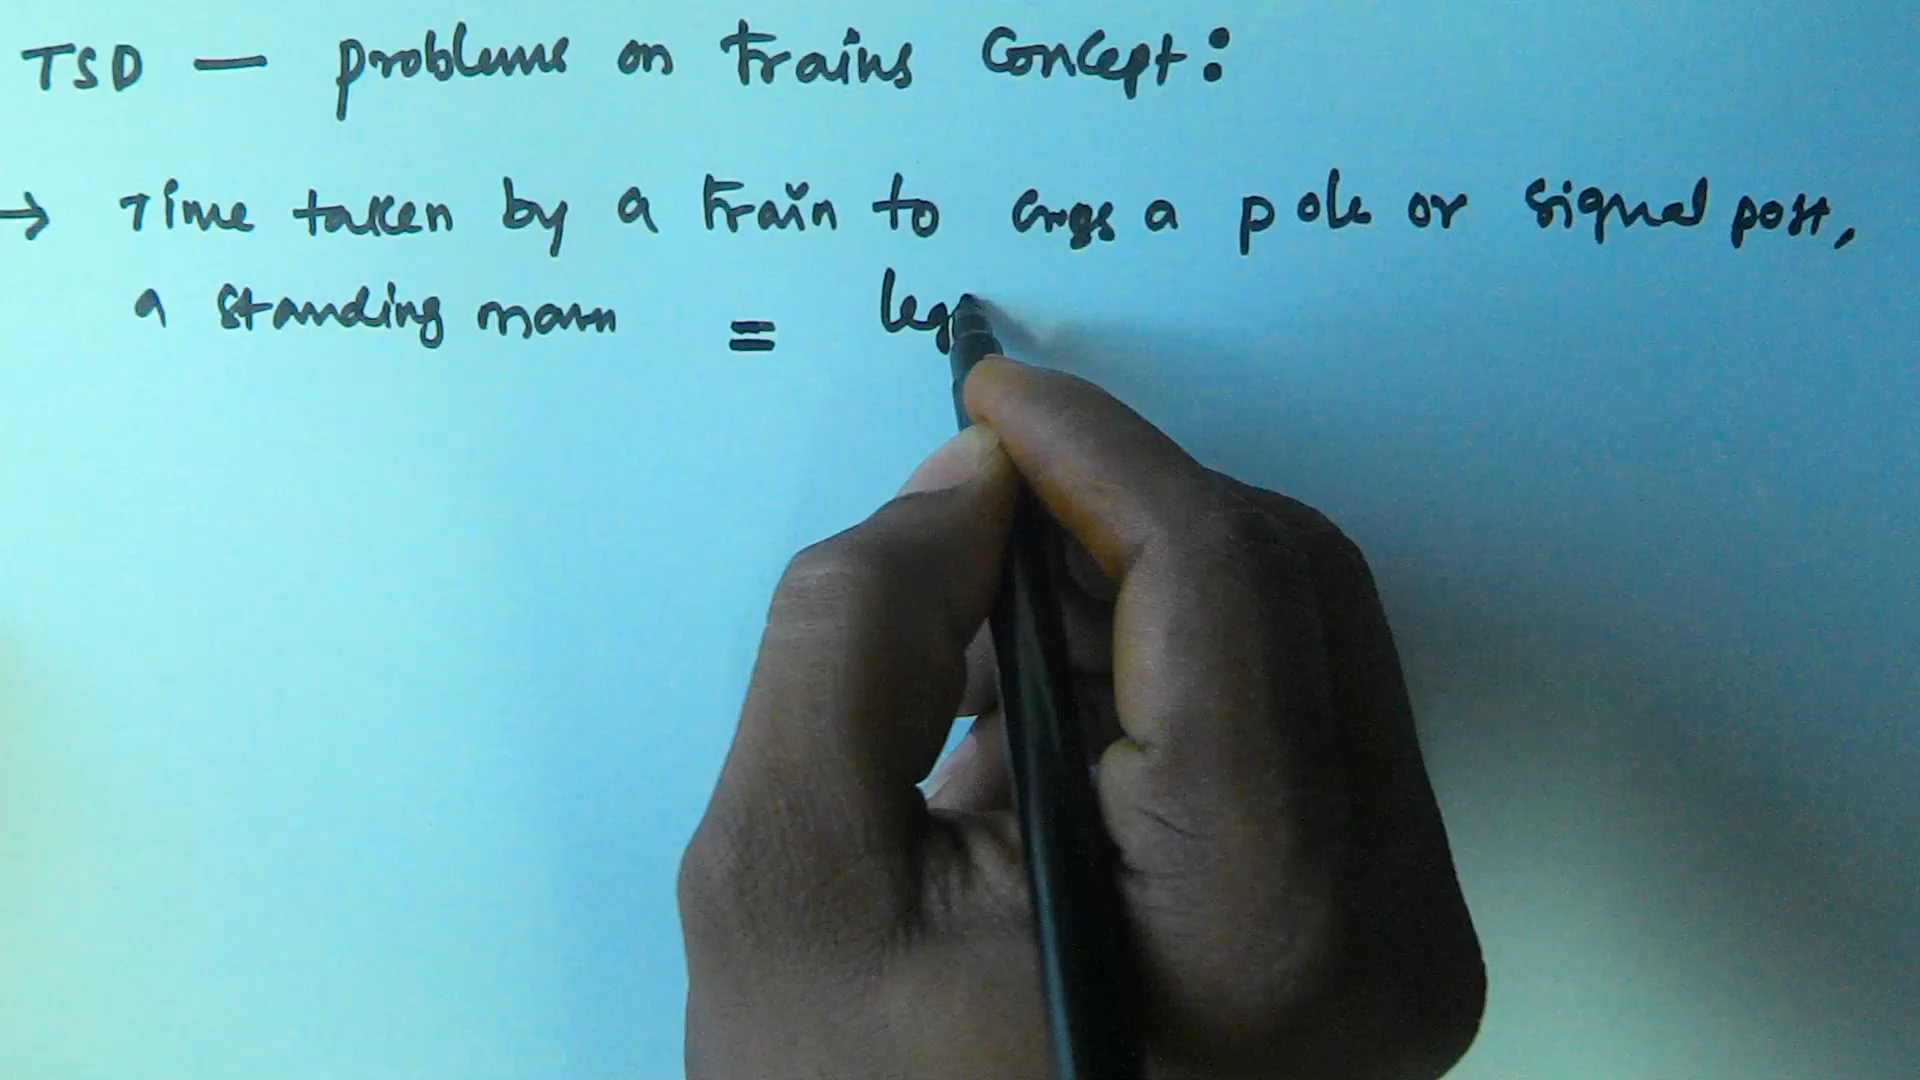 TSD — problems on trains concept:
→ Time taken by a train to cross a pole or signal post,
a standing man = leg